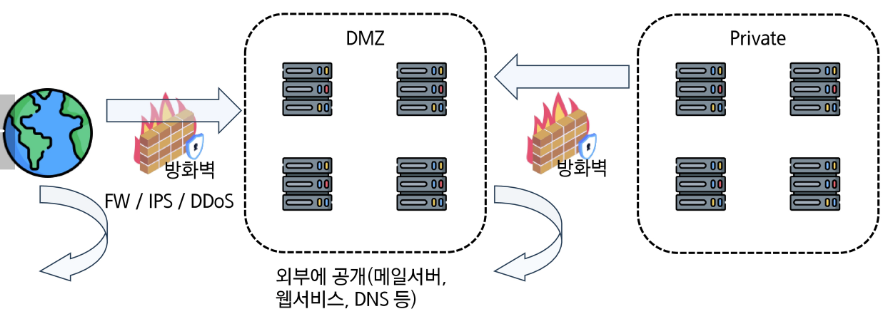 DMZ
Private
방화벽
방화벽
FW / IPS / DDoS
외부에 공개(메일서버,
웹서비스, DNS 등)